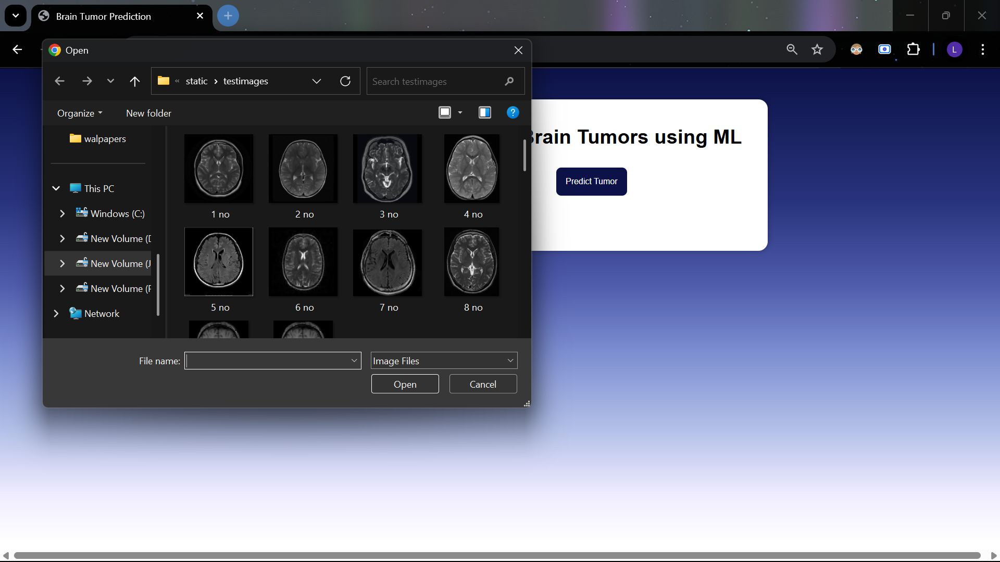 Brain Tumor Prediction
L
Open
static
testimages
Search testimages
Organize
New folder
walpapers
This PC
Windows (C:)
New Volume (
New Volume (
New Volume (
Network
1 no
2 no
3 no
4 no
5 no
6 no
7 no
8 no
File name:
Image Files
Open
Cancel
Brain Tumors using ML
Predict Tumor